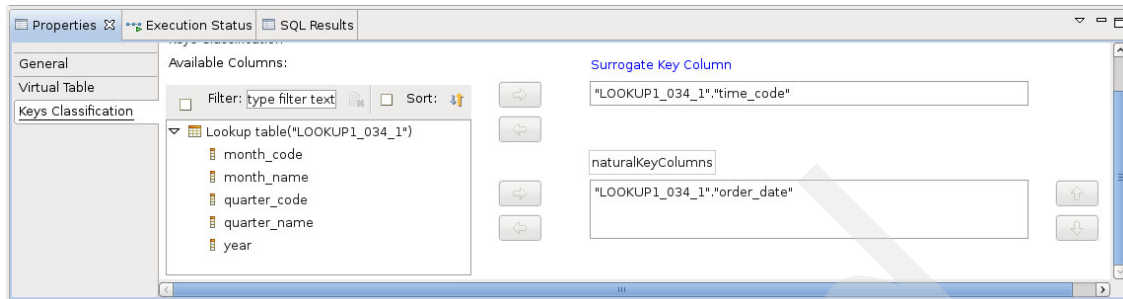 Properties Execution Status SQL Results
General
Virtual Table
Keys Classification
Available Columns:
Filter: type filter text Sort:
Lookup table("LOOKUP1_034_1")
month_code
month_name
quarter_code
quarter_name
year
Surrogate Key Column
"LOOKUP1_034_1"."time_code"
naturalKeyColumns
"LOOKUP1_034_1"."order_date"